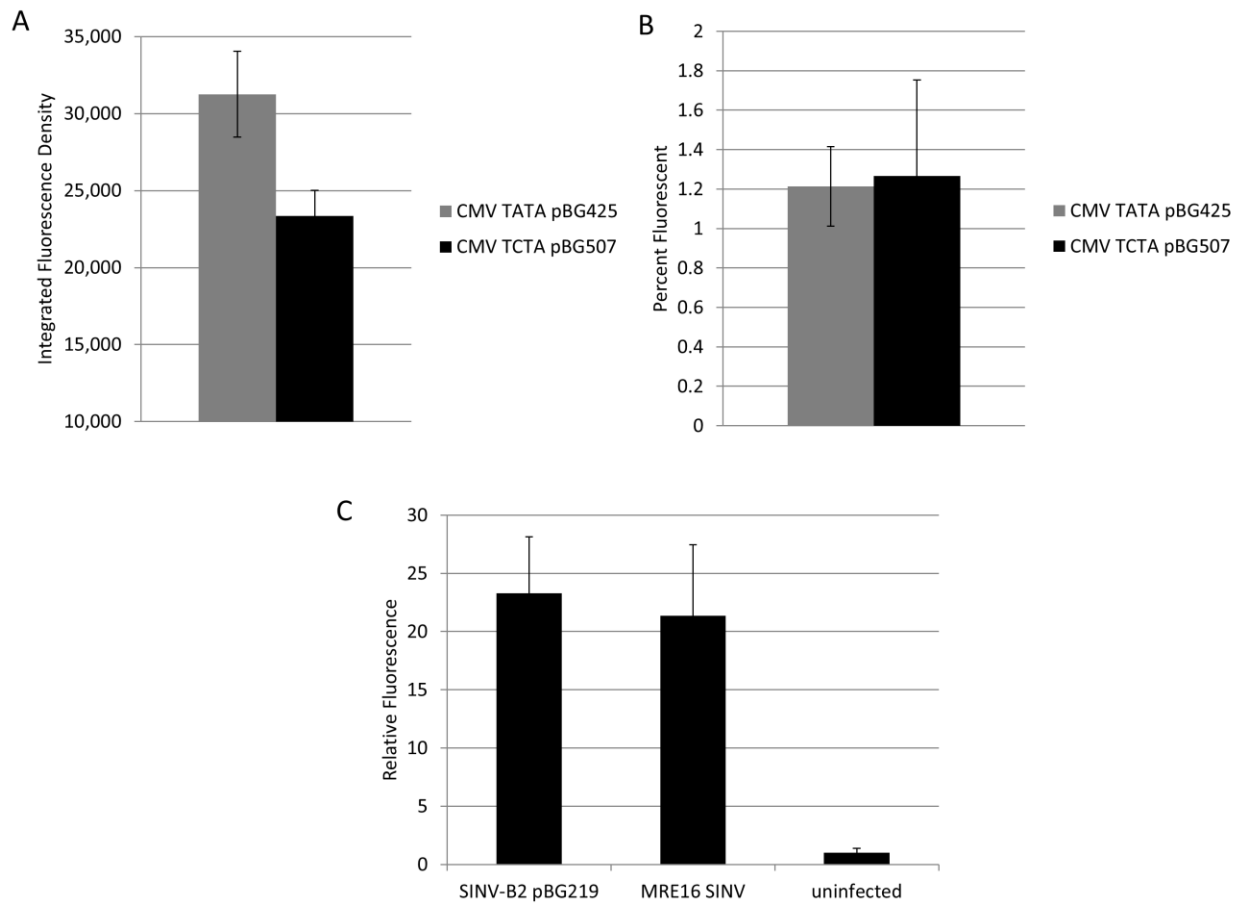 A
35,000
30,000
25,000
20,000
15,000
10,000
Integrated Fluorescence Density
CMV TATA pBG425
CMV TCTA pBG507
B
2
1.8
1.6
1.4
1.2
1
0.8
0.6
0.4
0.2
0
Percent Fluorescent
CMV TATA pBG425
CMV TCTA pBG507
C
30
25
20
15
10
5
0
Relative Fluorescence
SINV-B2 pBG219
MRE16 SINV
uninfected